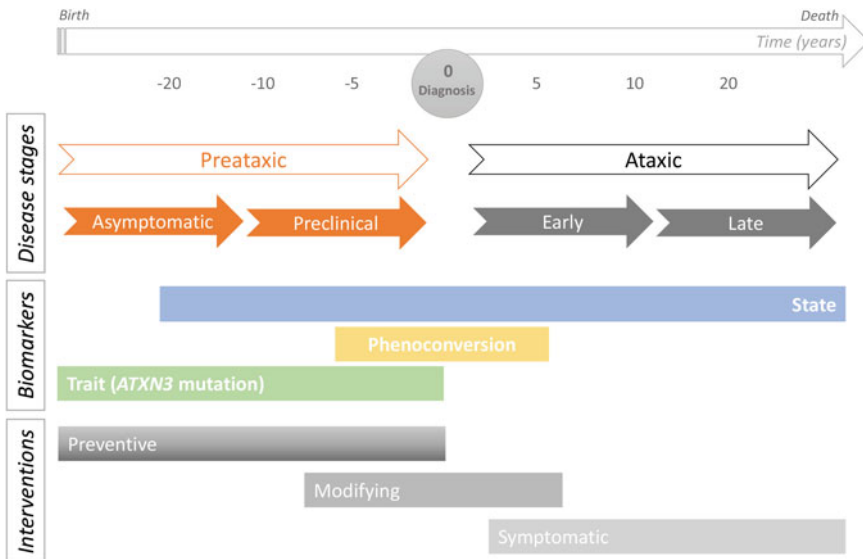 Birth
Death
Time (years)
-20 -10 -5 0 5 10 20
Diagnosis
Disease stages
Preataxic
Ataxic
Asymptomatic
Preclinical
Early
Late
Biomarkers
State
Phenoconversion
Trait (ATXN3 mutation)
Interventions
Preventive
Modifying
Symptomatic